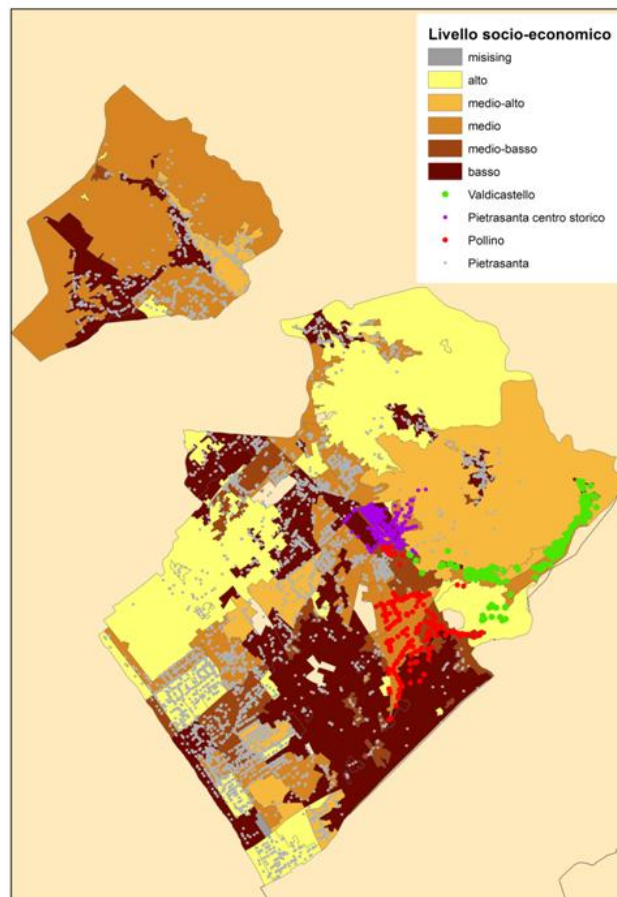 Livello socio-economico
misising
alto
medio-alto
medio
medio-basso
basso
Valdicastello
Pietrasanta centro storico
Pollino
Pietrasanta